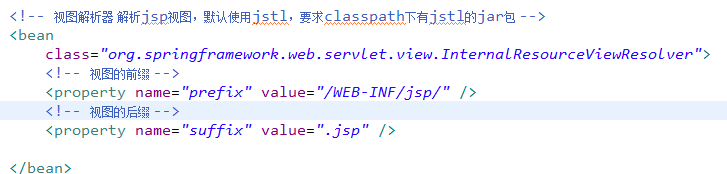 <!-- 视图解析器 解析jsp视图，默认使用jstl，要求classpath下有jstl的jar包 -->
<bean
class="org.springframework.web.servlet.view.InternalResourceViewResolver">
<!-- 视图的前缀 -->
<property name="prefix" value="/WEB-INF/jsp/" />
<!-- 视图的后缀 -->
<property name="suffix" value=".jsp" />
</bean>